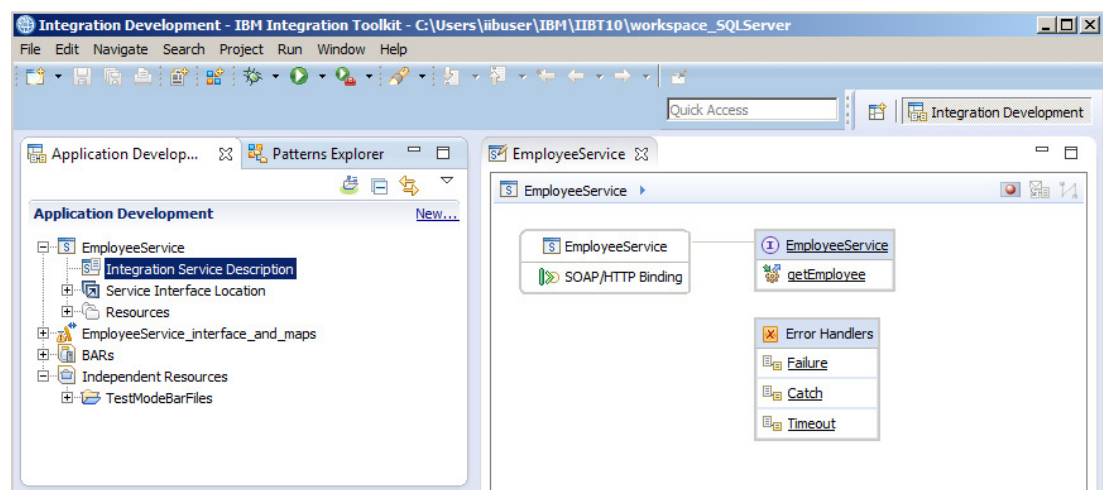 Integration Development - IBM Integration Toolkit - C:\Users\iibuser\IBM\IIBT10\workspace_SQLServer
File Edit Navigate Search Project Run Window Help
Quick Access
Integration Development
Application Develop...
Patterns Explorer
Application Development
New...
EmployeeService
Integration Service Description
Service Interface Location
Resources
EmployeeService_interface_and_maps
BARs
Independent Resources
TestModeBarFiles
EmployeeService
EmployeeService
EmployeeService
SOAP/HTTP Binding
EmployeeService
getEmployee
Error Handlers
Failure
Catch
Timeout